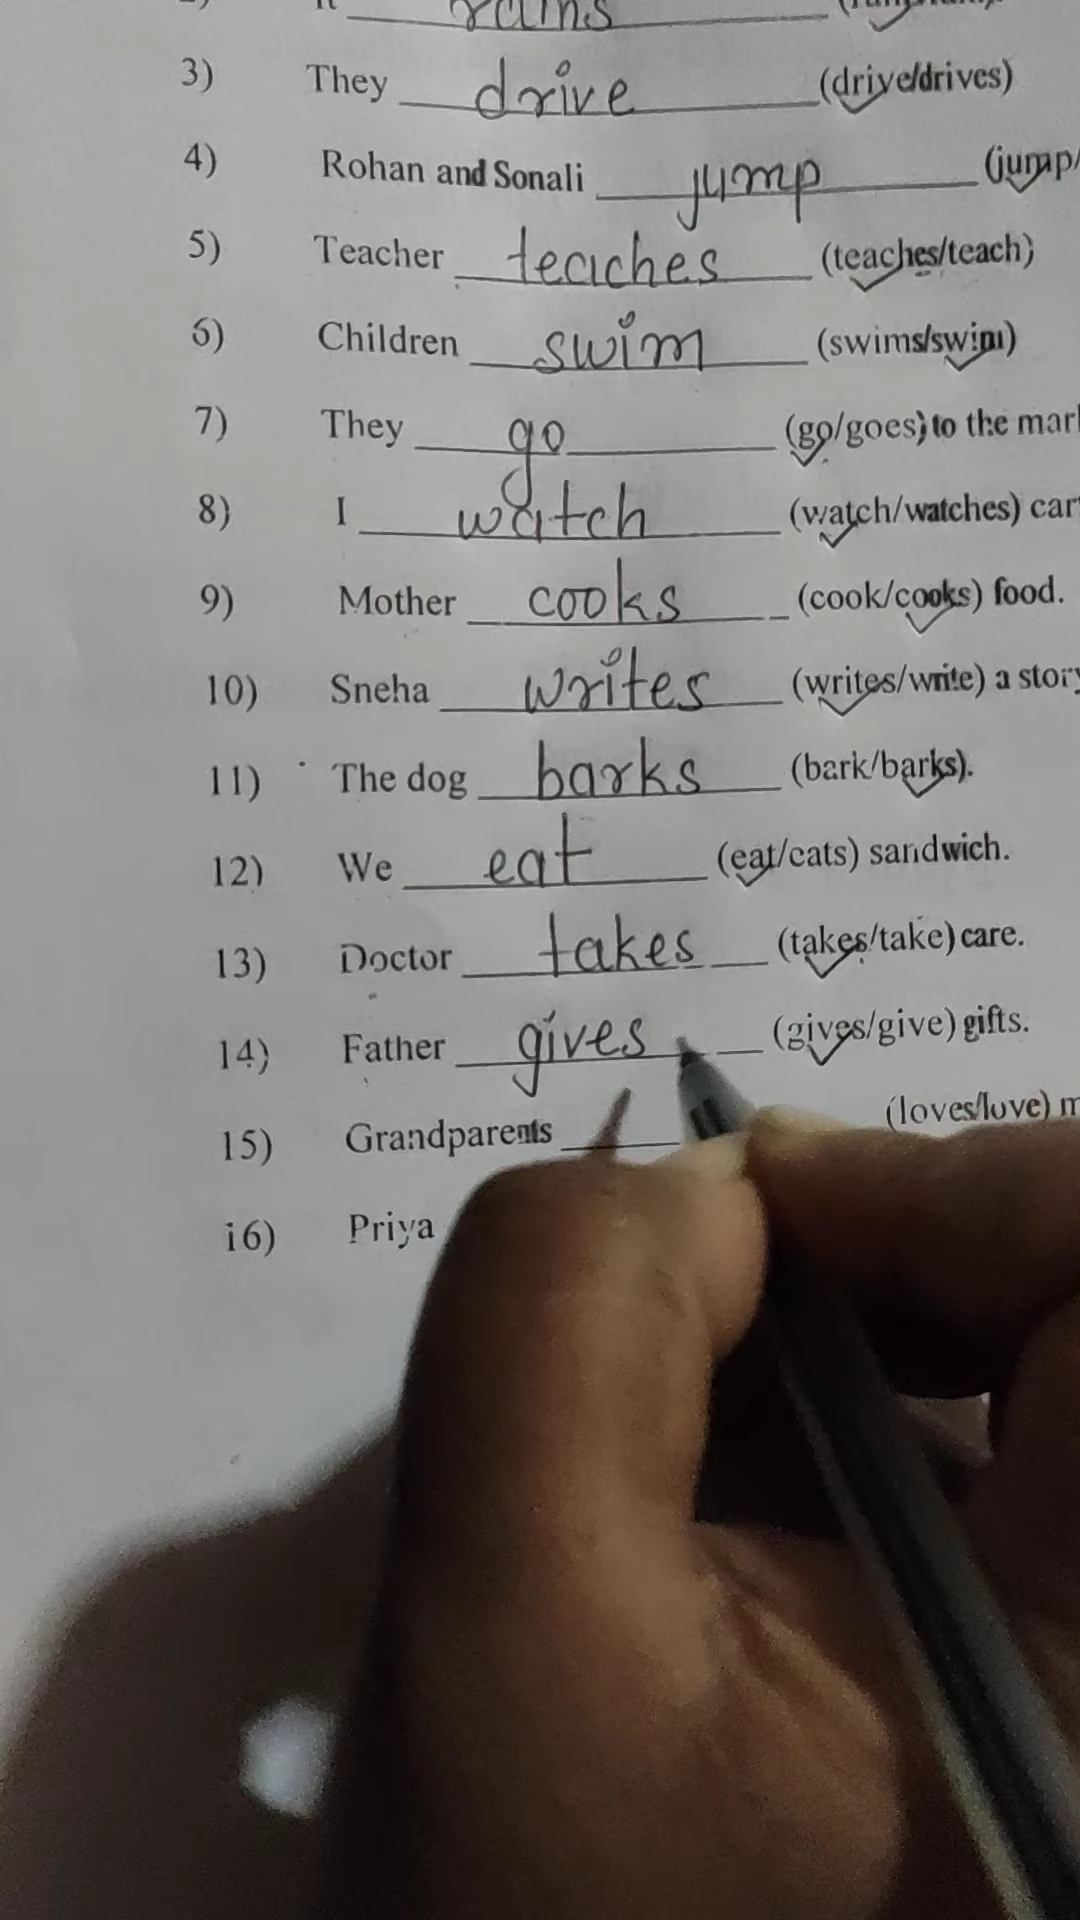 It rains
3) They drive (drive/drives)
4) Rohan and Sonali jump (jump/
5) Teacher teaches (teaches/teach)
6) Children swim (swims/swim)
7) They go (go/goes) to the mar
8) I watch (watch/watches) car
9) Mother cooks (cook/cooks) food.
10) Sneha writes (writes/write) a story
11) The dog barks (bark/barks).
12) We eat (eat/eats) sandwich.
13) Doctor takes (takes/take) care.
14) Father gives (gives/give) gifts.
15) Grandparents (loves/love) m
16) Priya